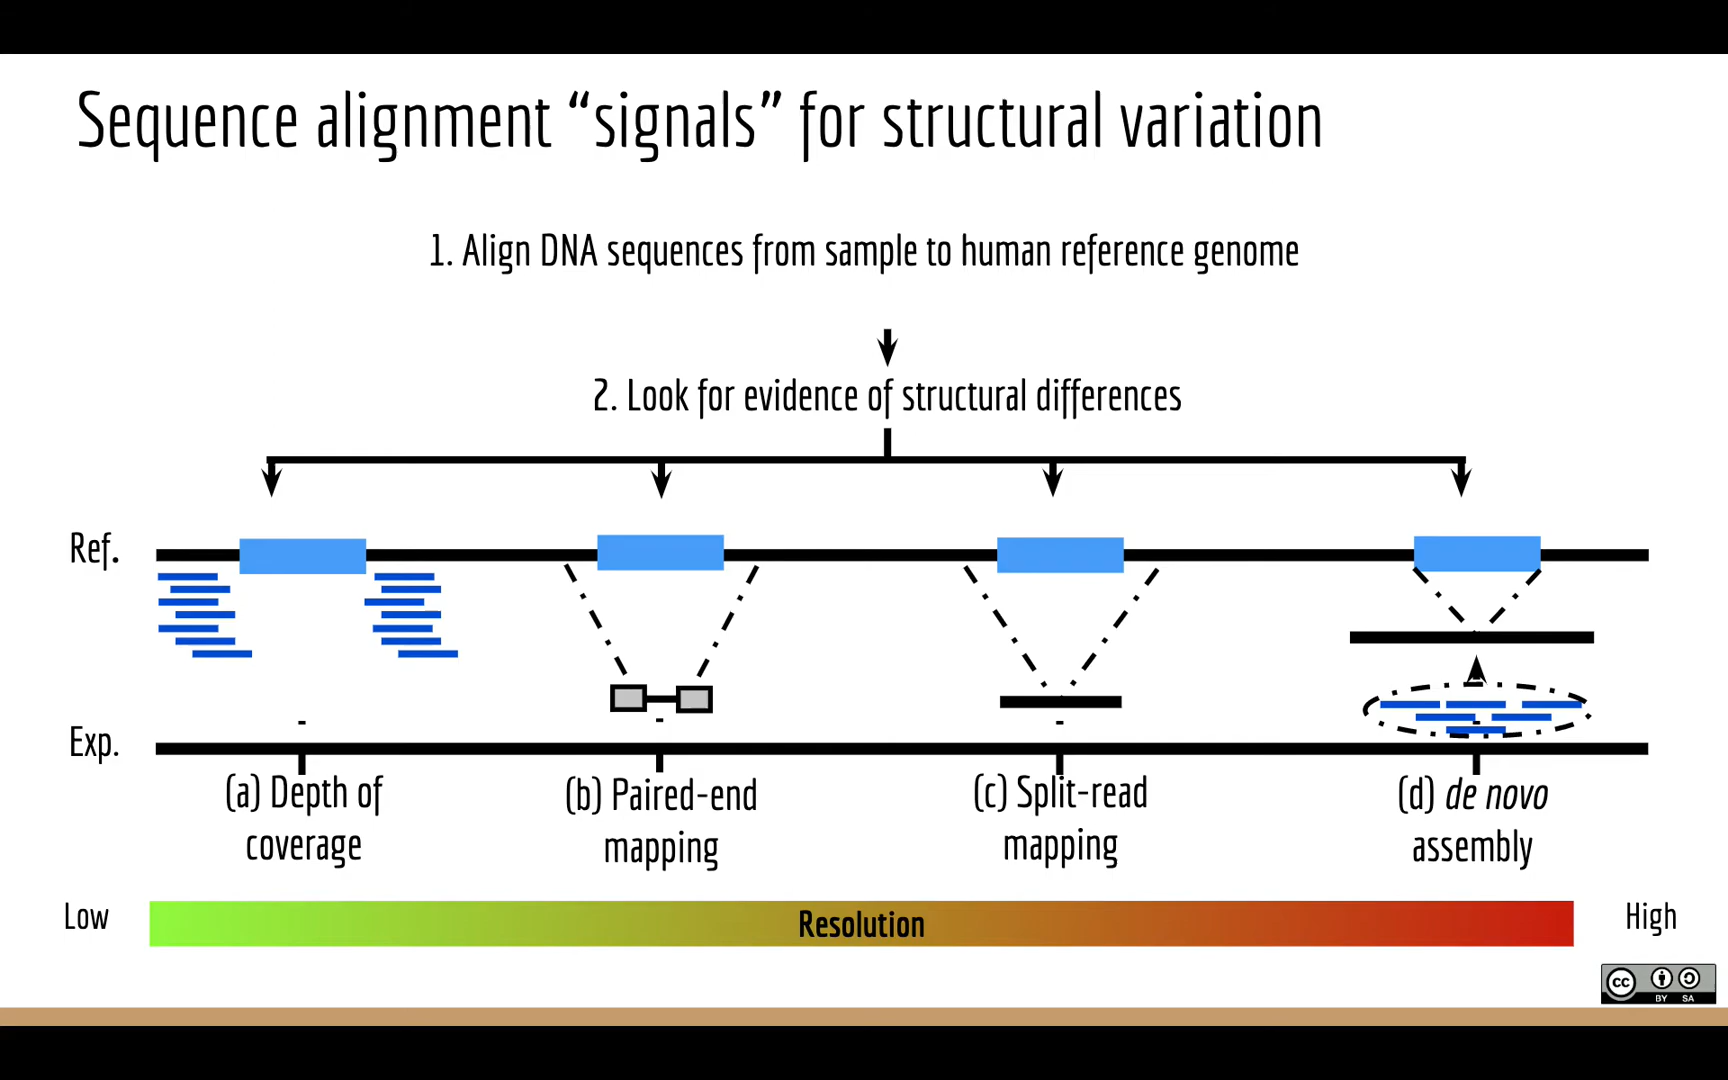 Sequence alignment “signals” for structural variation
1. Align DNA sequences from sample to human reference genome
2. Look for evidence of structural differences
Ref.
Exp.
(a) Depth of
coverage
(b) Paired-end
mapping
(c) Split-read
mapping
(d) de novo
assembly
Low
Resolution
High
cc
BY SA